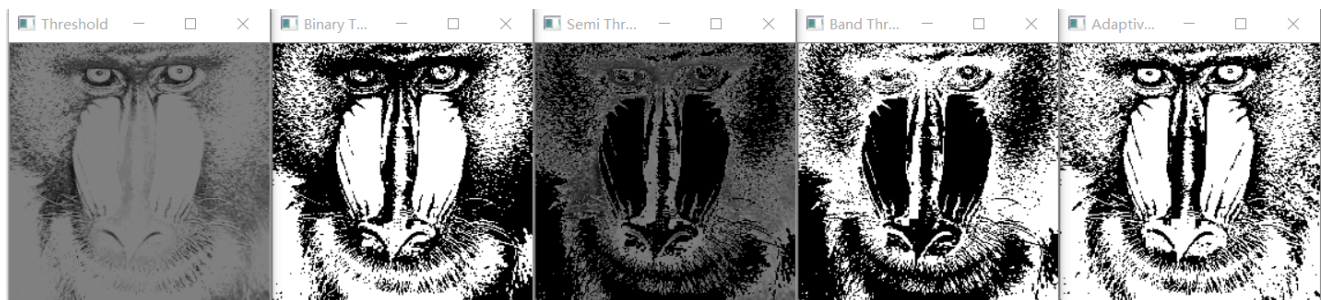 Threshold
Binary T...
Semi Thr...
Band Thr...
Adaptiv...